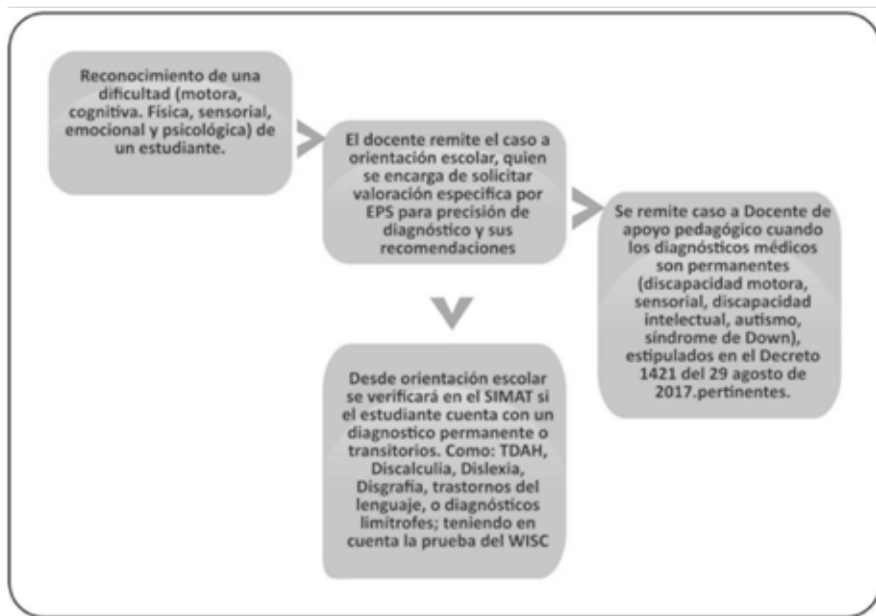 Reconocimiento de una
dificultad (motora,
cognitiva. Física, sensorial,
emocional y psicológica) de
un estudiante.
El docente remite el caso a
orientación escolar, quien
se encarga de solicitar
valoración especifica por
EPS para precisión de
diagnóstico y sus
recomendaciones
Se remite caso a Docente de
apoyo pedagógico cuando
los diagnósticos médicos
son permanentes
(discapacidad motora,
sensorial, discapacidad
intelectual, autismo,
síndrome de Down),
estipulados en el Decreto
1421 del 29 agosto de
2017.pertinentes.
Desde orientación escolar
se verificará en el SIMAT si
el estudiante cuenta con un
diagnostico permanente o
transitorios. Como: TDAH,
Discalculia, Dislexia,
Disgrafía, trastornos del
lenguaje, o diagnósticos
limítrofes; teniendo en
cuenta la prueba del WISC